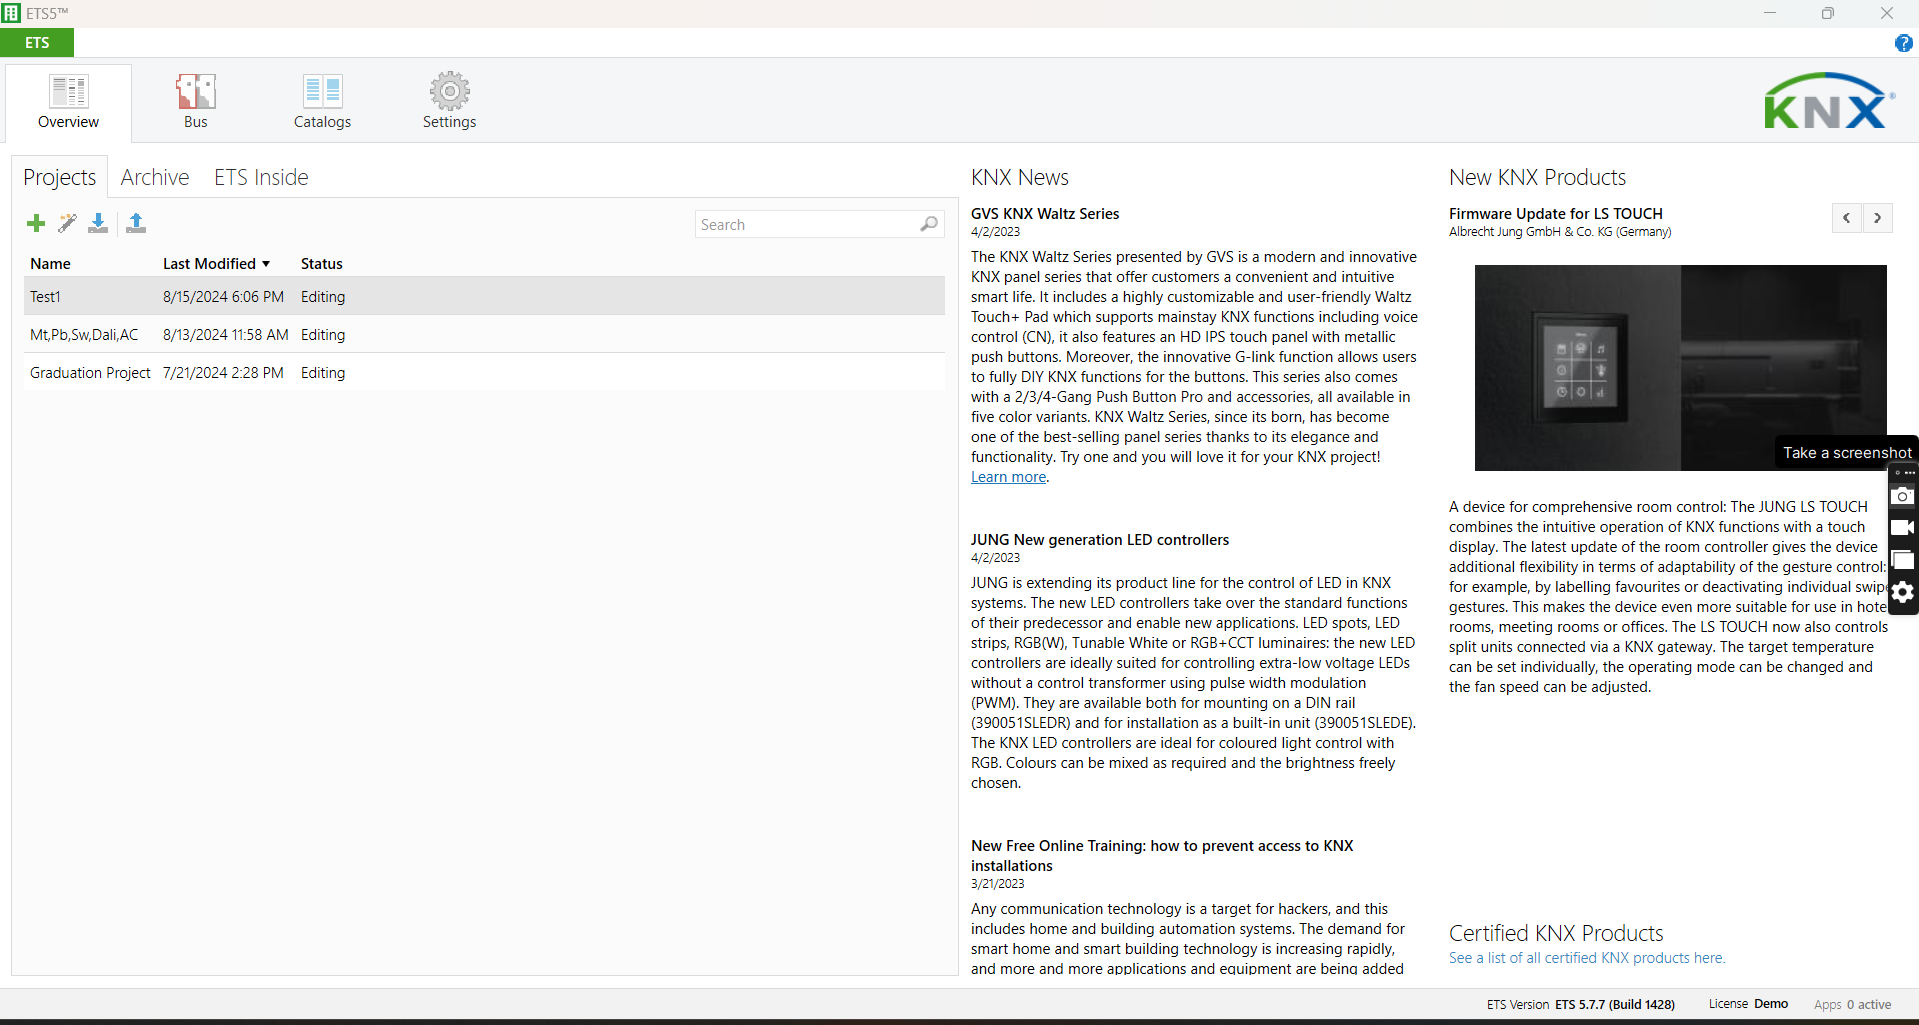 ETS5™
ETS
Overview
Bus
Catalogs
Settings
KNX®
Projects
Archive
ETS Inside
Search
Name Last Modified Status
Test1 8/15/2024 6:06 PM Editing
Mt,Pb,Sw,Dali,AC 8/13/2024 11:58 AM Editing
Graduation Project 7/21/2024 2:28 PM Editing
KNX News
GVS KNX Waltz Series
4/2/2023
The KNX Waltz Series presented by GVS is a modern and innovative
KNX panel series that offer customers a convenient and intuitive
smart life. It includes a highly customizable and user-friendly Waltz
Touch+ Pad which supports mainstay KNX functions including voice
control (CN), it also features an HD IPS touch panel with metallic
push buttons. Moreover, the innovative G-link function allows users
to fully DIY KNX functions for the buttons. This series also comes
with a 2/3/4-Gang Push Button Pro and accessories, all available in
five color variants. KNX Waltz Series, since its born, has become
one of the best-selling panel series thanks to its elegance and
functionality. Try one and you will love it for your KNX project!
Learn more.
JUNG New generation LED controllers
4/2/2023
JUNG is extending its product line for the control of LED in KNX
systems. The new LED controllers take over the standard functions
of their predecessor and enable new applications. LED spots, LED
strips, RGB(W), Tunable White or RGB+CCT luminaires: the new LED
controllers are ideally suited for controlling extra-low voltage LEDs
without a control transformer using pulse width modulation
(PWM). They are available both for mounting on a DIN rail
(390051SLEDR) and for installation as a built-in unit (390051SLEDE).
The KNX LED controllers are ideal for coloured light control with
RGB. Colours can be mixed as required and the brightness freely
chosen.
New Free Online Training: how to prevent access to KNX
installations
3/21/2023
Any communication technology is a target for hackers, and this
includes home and building automation systems. The demand for
smart home and smart building technology is increasing rapidly,
and more and more applications and equipment are being added
New KNX Products
Firmware Update for LS TOUCH
Albrecht Jung GmbH & Co. KG (Germany)
Take a screenshot
A device for comprehensive room control: The JUNG LS TOUCH
combines the intuitive operation of KNX functions with a touch
display. The latest update of the room controller gives the device
additional flexibility in terms of adaptability of the gesture control:
for example, by labelling favourites or deactivating individual swipe
gestures. This makes the device even more suitable for use in hote
rooms, meeting rooms or offices. The LS TOUCH now also controls
split units connected via a KNX gateway. The target temperature
can be set individually, the operating mode can be changed and
the fan speed can be adjusted.
Certified KNX Products
See a list of all certified KNX products here.
ETS Version ETS 5.7.7 (Build 1428) License Demo Apps 0 active